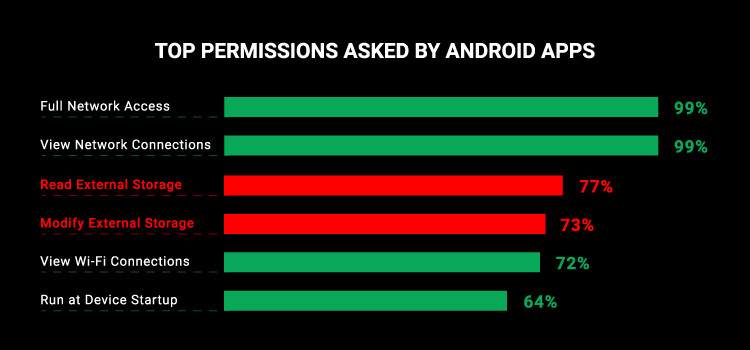 TOP PERMISSIONS ASKED BY ANDROID APPS
Full Network Access 99%
View Network Connections 99%
Read External Storage 77%
Modify External Storage 73%
View Wi-Fi Connections 72%
Run at Device Startup 64%